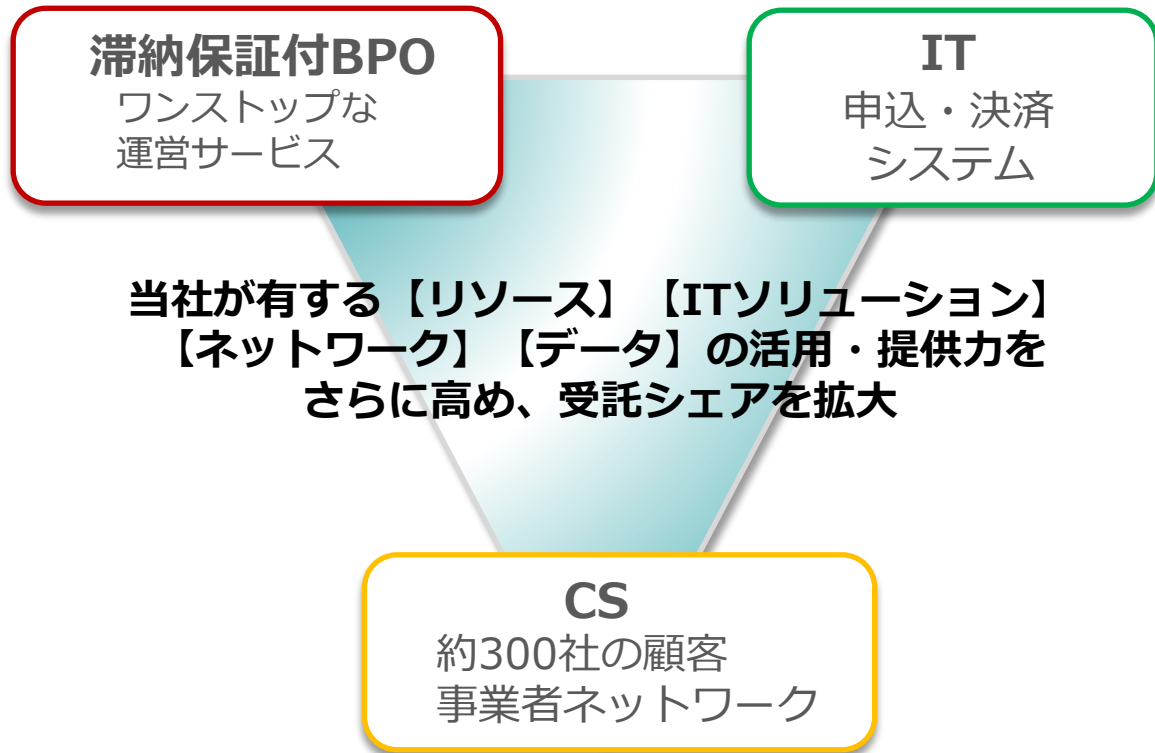 滞納保証付BPO
ワンストップな
運営サービス
IT
申込・決済
システム
当社が有する【リソース】【ITソリューション】
【ネットワーク】【データ】の活用・提供力を
さらに高め、受託シェアを拡大
CS
約300社の顧客
事業者ネットワーク